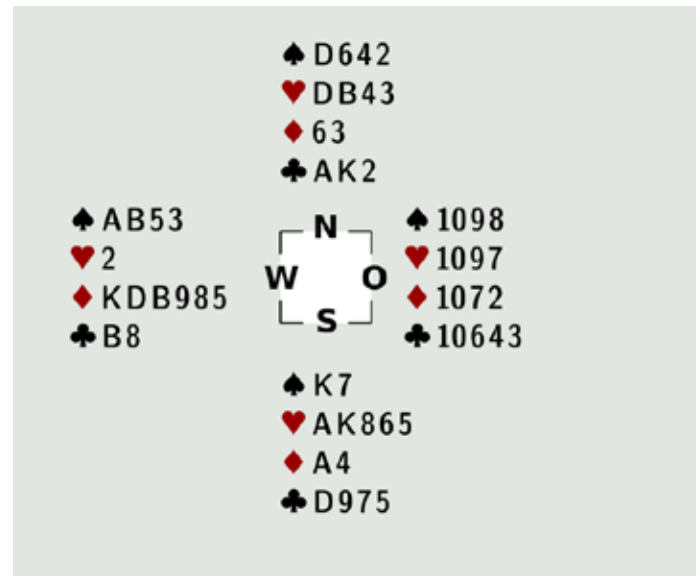 ♠ D642
♥ DB43
♦ 63
♣ AK2
♠ AB53
♥ 2
♦ KDB985
♣ B8
N
W O
S
♠ 1098
♥ 1097
♦ 1072
♣ 10643
♠ K7
♥ AK865
♦ A4
♣ D975